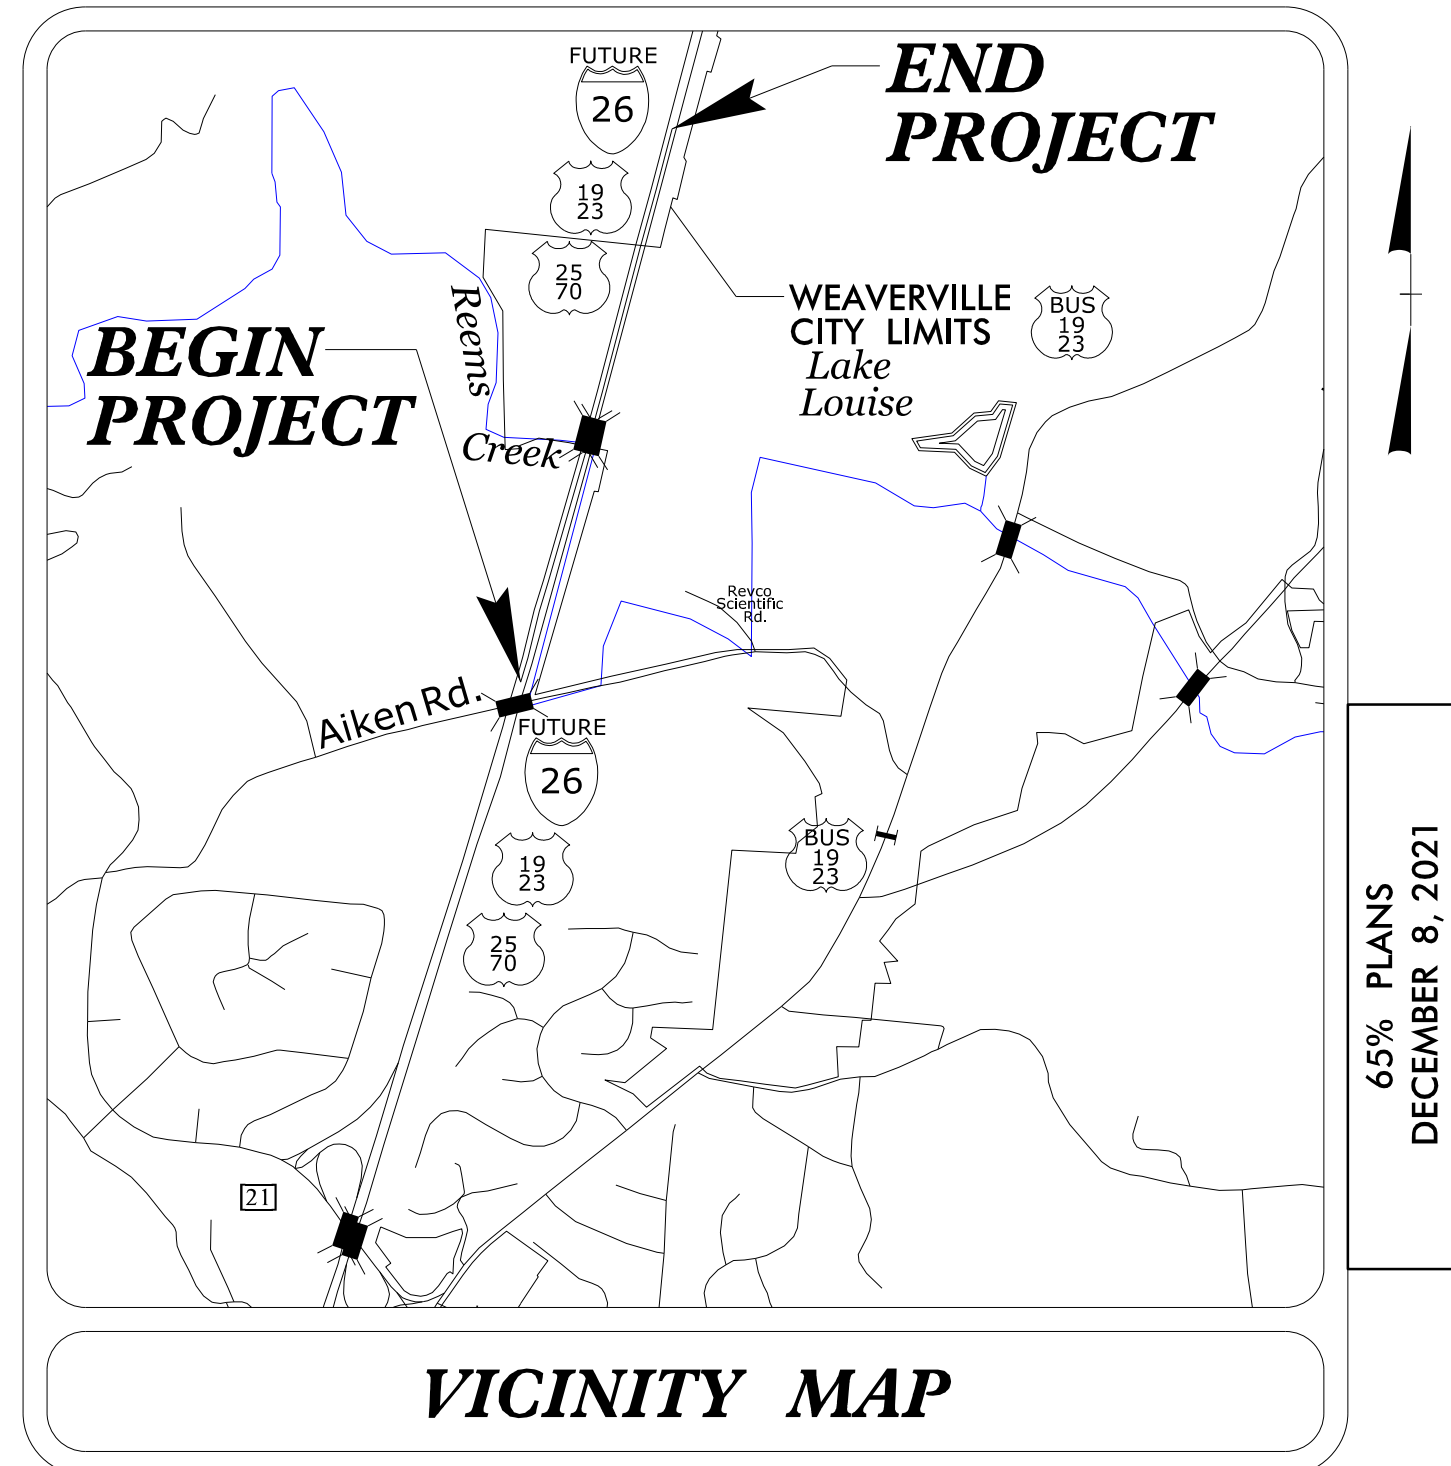 FUTURE
26
19
23
25
70
END
PROJECT
WEAVERVILLE
CITY LIMITS
BUS
19
23
Lake
Louise
BEGIN
PROJECT
Reems
Creek
Revco
Scientific
Rd.
Aiken Rd.
FUTURE
26
19
23
25
70
BUS
19
23
21
65% PLANS
DECEMBER 8, 2021
VICINITY MAP